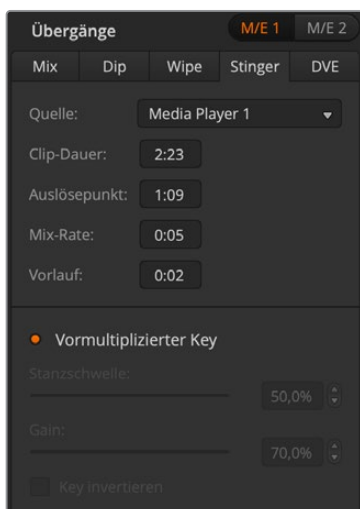 Übergänge M/E 1 M/E 2
Mix Dip Wipe Stinger DVE
Quelle: Media Player 1
Clip-Dauer: 2:23
Auslösepunkt: 1:09
Mix-Rate: 0:05
Vorlauf: 0:02
Vormultiplizierter Key
Stanzschwelle:
50,0%
Gain:
70,0%
Key invertieren